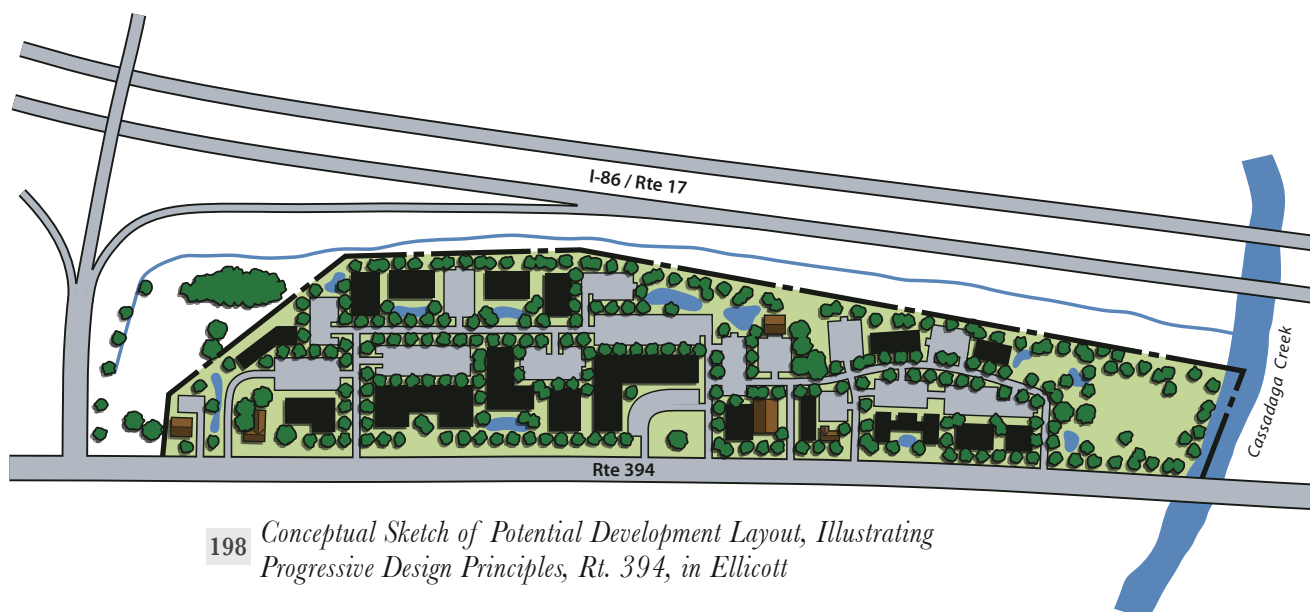 I-86 / Rte 17
Cassadaga Creek
Rte 394
198
Conceptual Sketch of Potential Development Layout, Illustrating
Progressive Design Principles, Rt. 394, in Ellicott